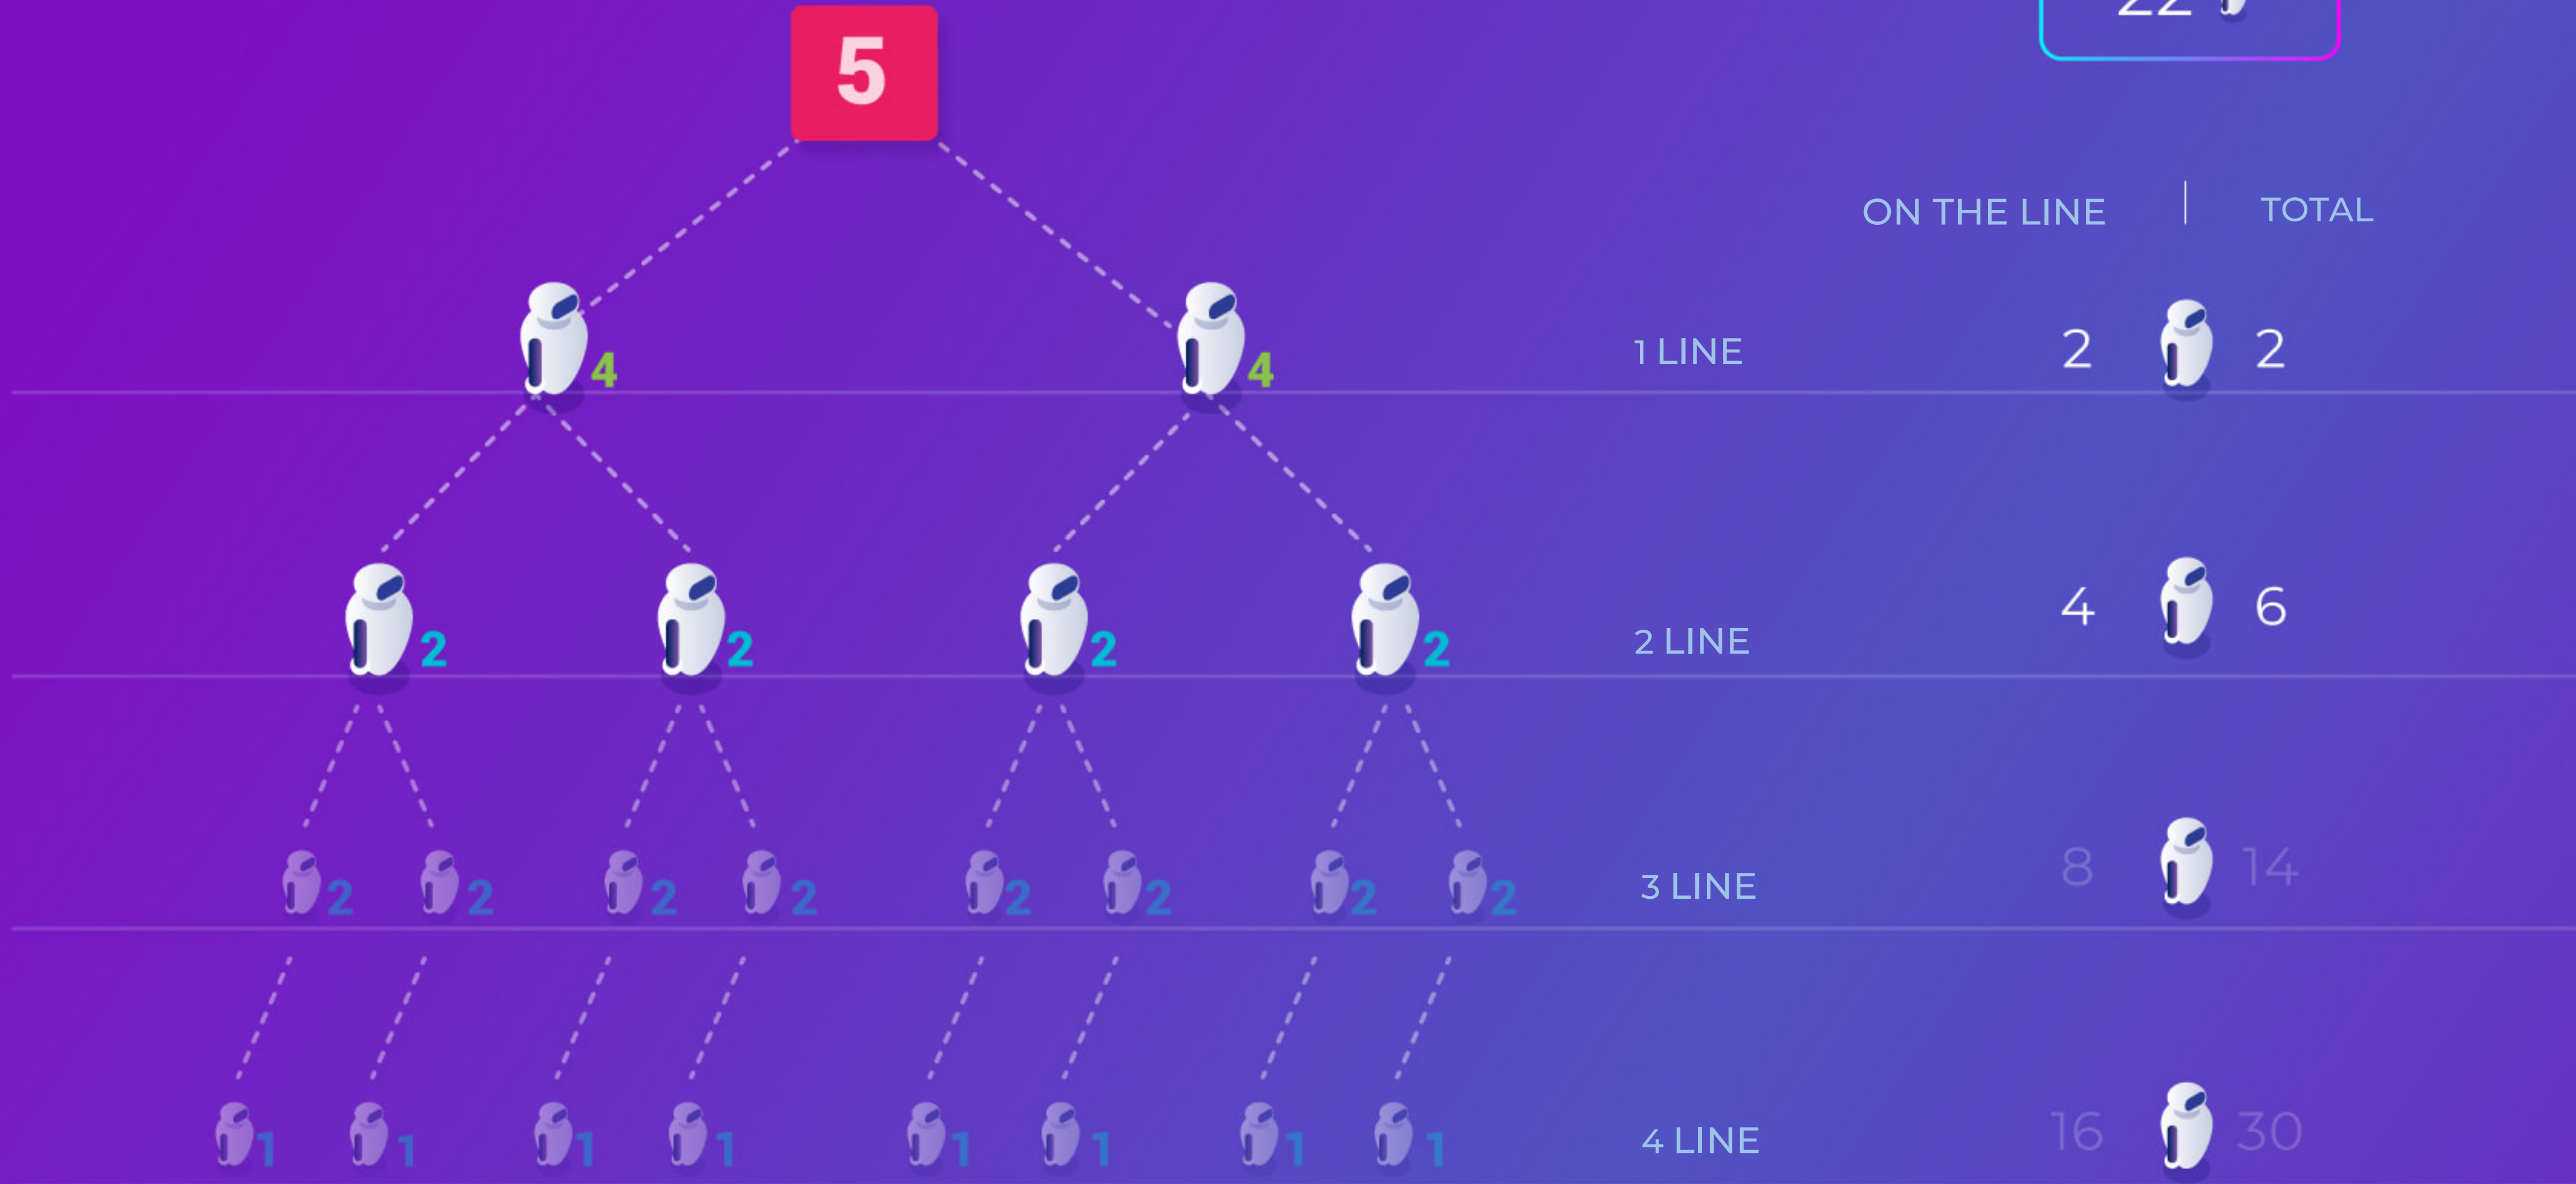 22
5
ON THE LINE | TOTAL
4 4 1 LINE 2 2
2 2 2 2 2 LINE 4 6
2 2 2 2 2 2 2 2 3 LINE 8 14
1 1 1 1 1 1 1 1 4 LINE 16 30